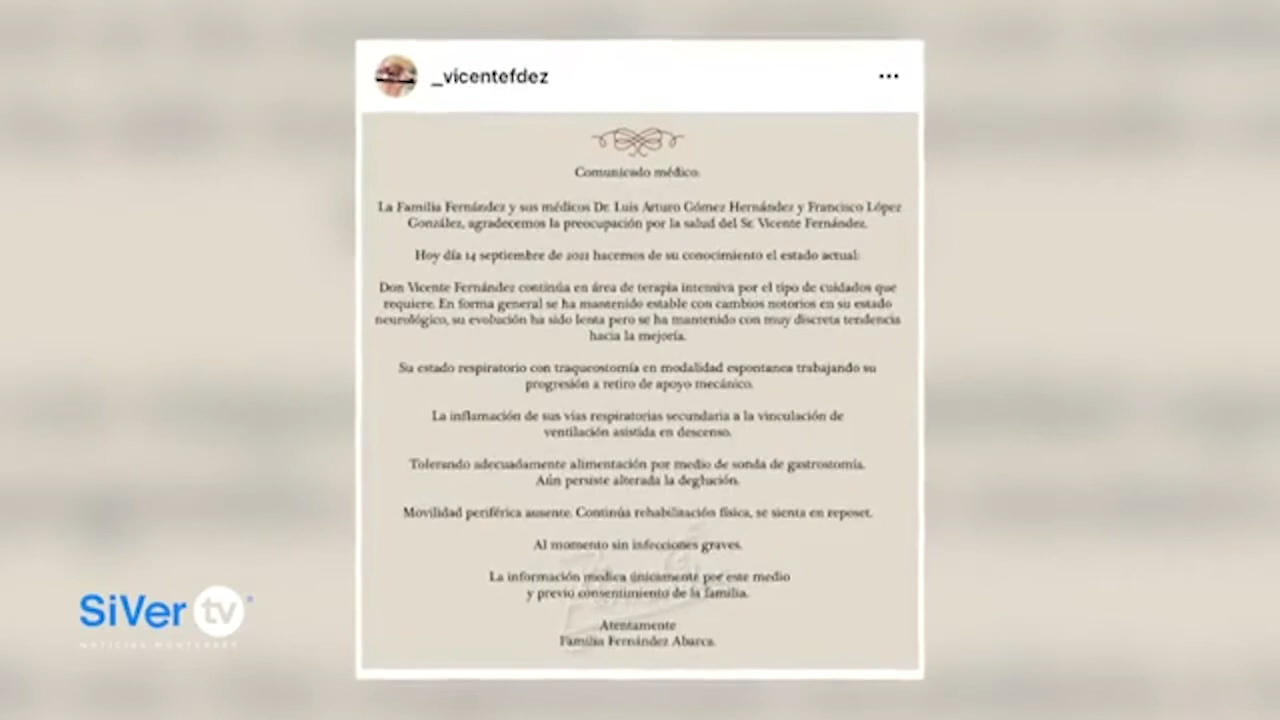 _vicentefdez
Comunicado médico.
La Familia Fernández y sus médicos Dr. Luis Arturo Gómez Hernández y Francisco López
González, agradecemos la preocupación por la salud del Sr. Vicente Fernández.
Hoy día 14 septiembre de 2021 hacemos de su conocimiento el estado actual:
Don Vicente Fernández continúa en área de terapia intensiva por el tipo de cuidados que
requiere. En forma general se ha mantenido estable con cambios notorios en su estado
neurológico, su evolución ha sido lenta pero se ha mantenido con muy discreta tendencia
hacia la mejoría.
Su estado respiratorio con traqueostomía en modalidad espontanea trabajando su
progresión a retiro de apoyo mecánico.
La inflamación de sus vías respiratorias secundaria a la vinculación de
ventilación asistida en descenso.
Tolerando adecuadamente alimentación por medio de sonda de gastrostomía.
Aún persiste alterada la deglución.
Movilidad periférica ausente. Continúa rehabilitación física, se sienta en reposet.
Al momento sin infecciones graves.
La información medica únicamente por este medio
y previo consentimiento de la familia.
Atentamente
Familia Fernández Abarca.
SiVer tv
NOTICIAS MONTERREY